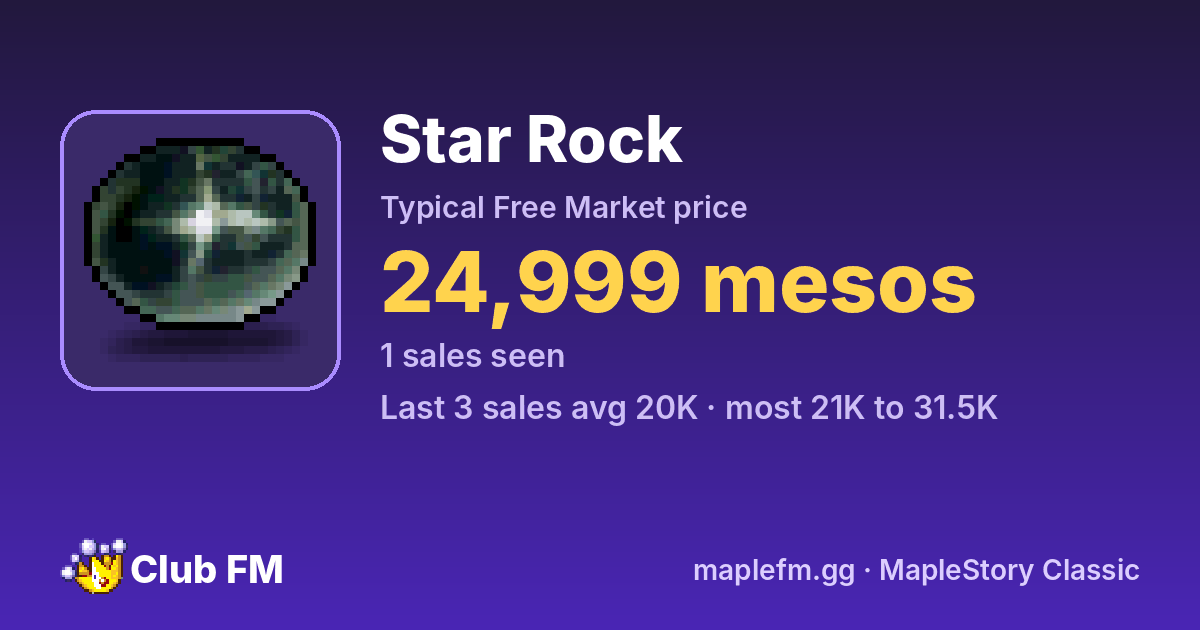 Star Rock
Typical Free Market price
24,999 mesos
1 sales seen
Last 3 sales avg 20K · most 21K to 31.5K
Club FM
maplefm.gg · MapleStory Classic